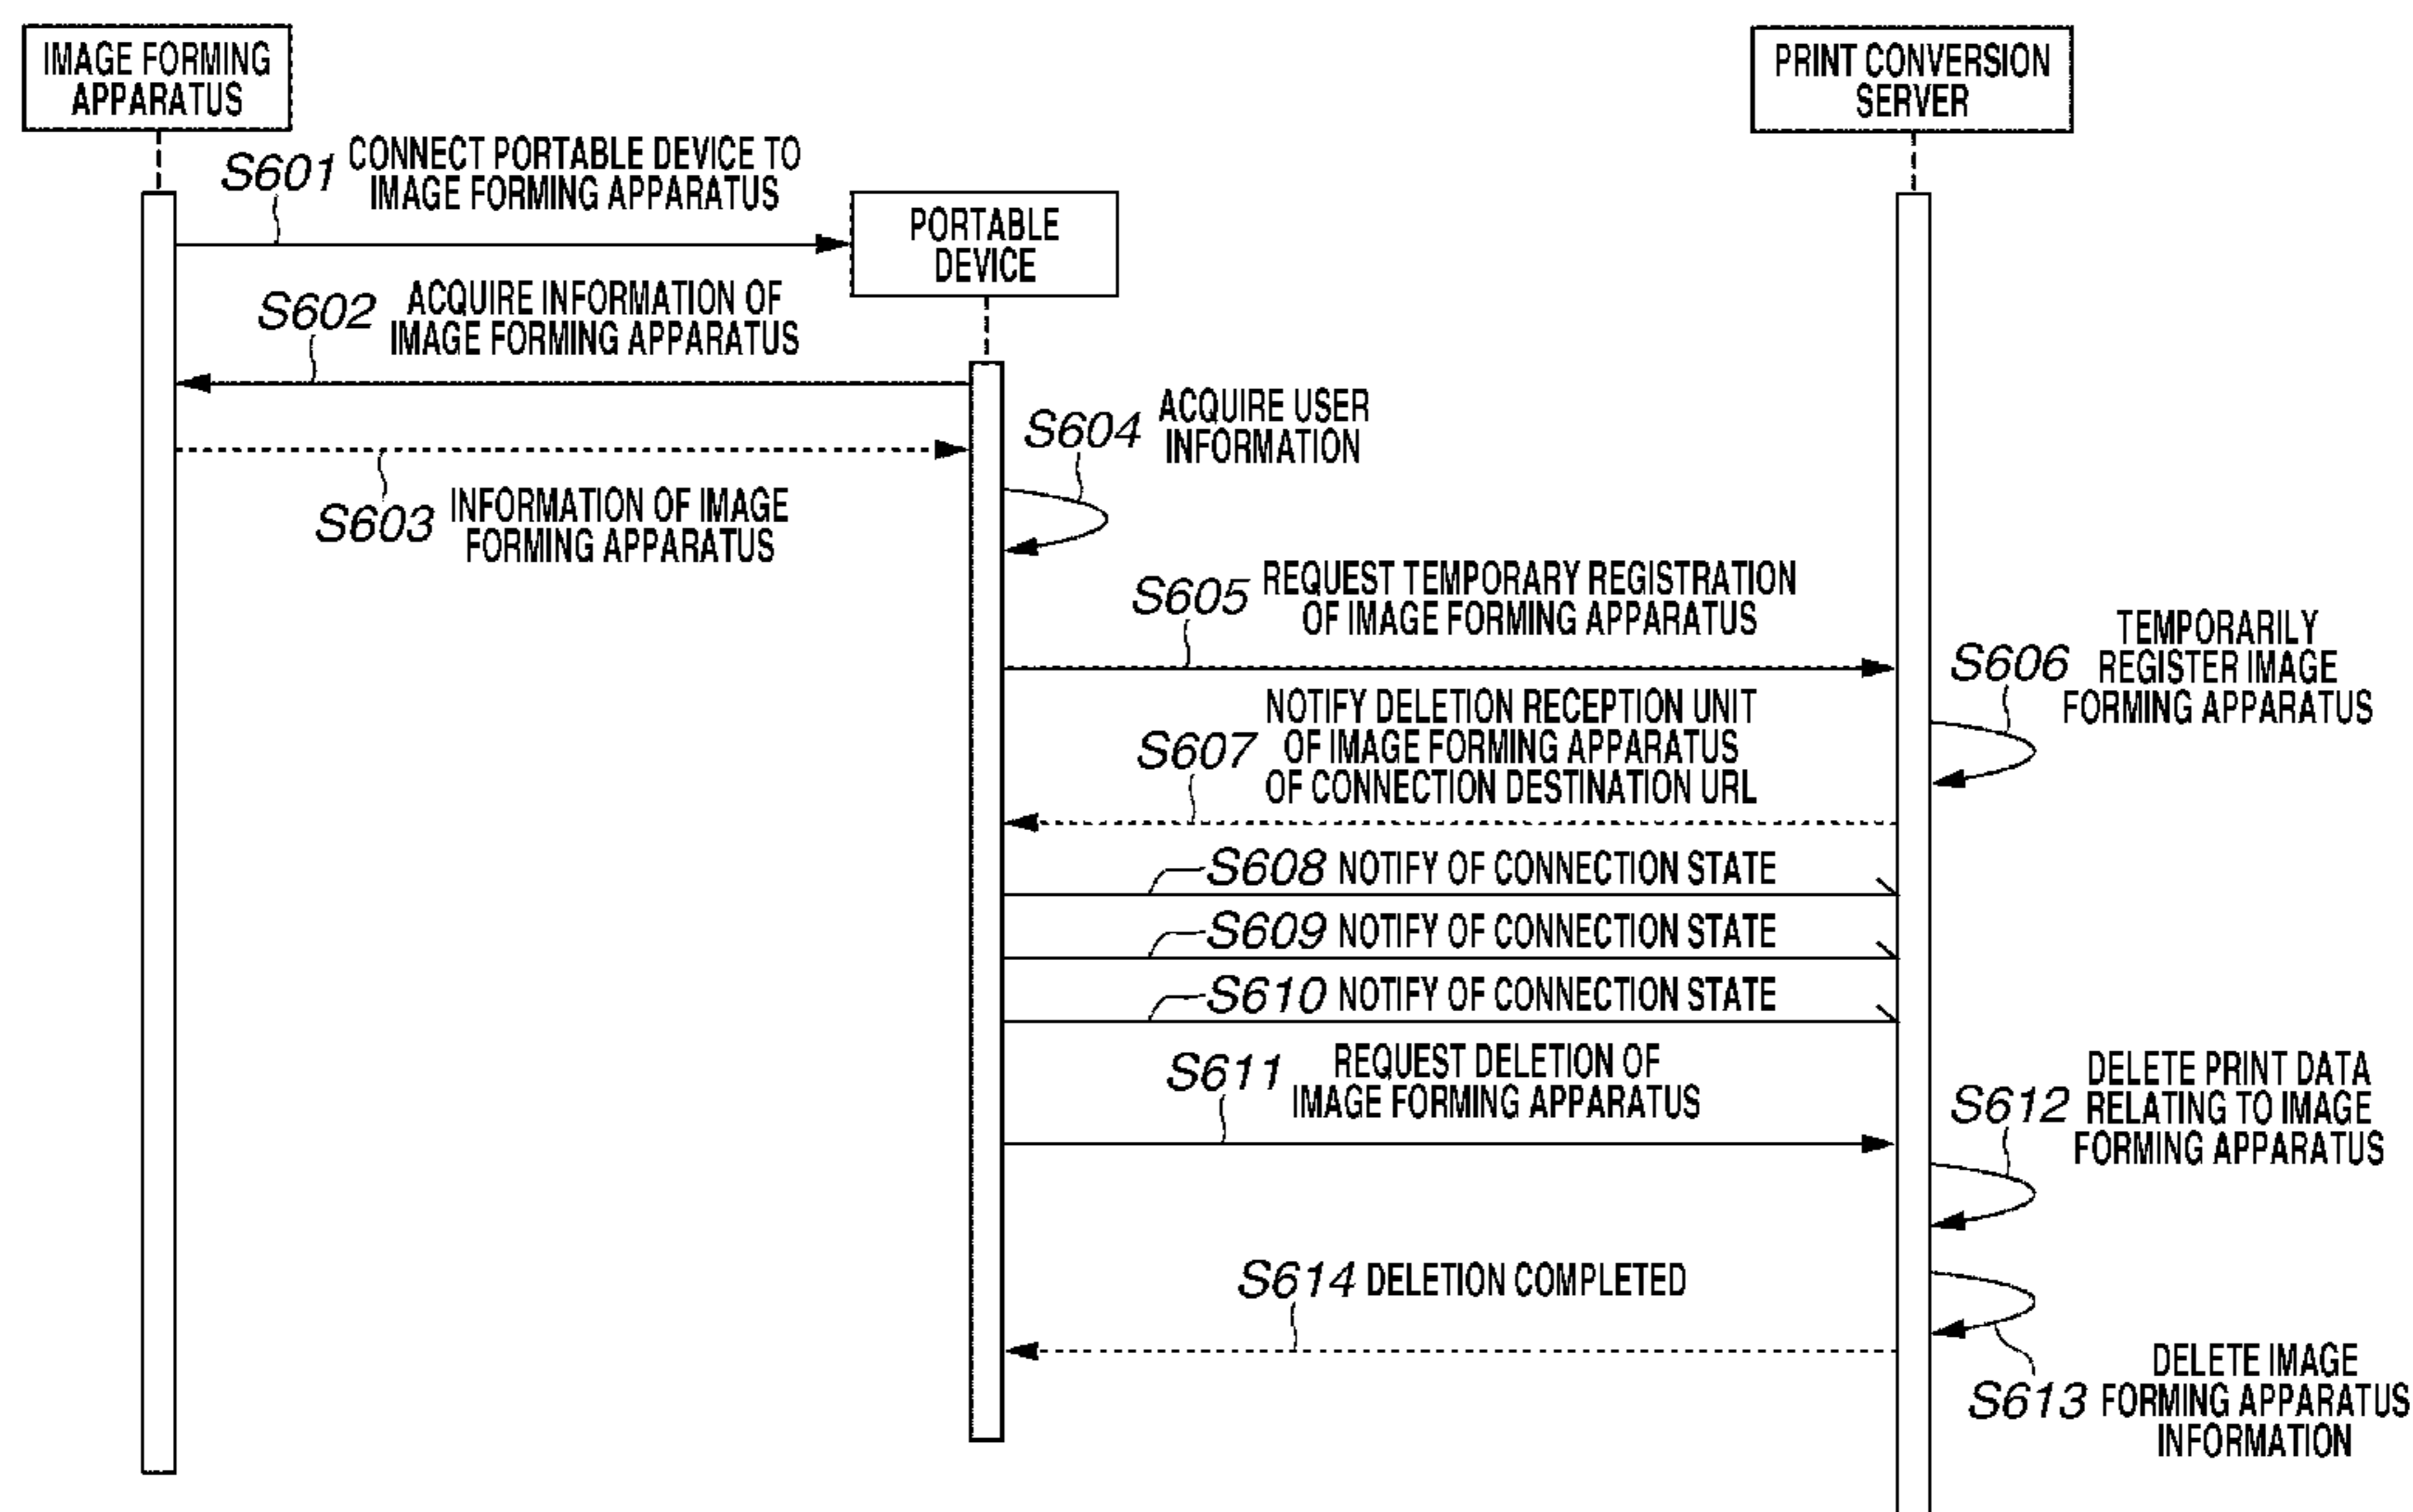 IMAGE FORMING
APPARATUS
PRINT CONVERSION
SERVER
S601 CONNECT PORTABLE DEVICE TO
IMAGE FORMING APPARATUS
PORTABLE
DEVICE
S602 ACQUIRE INFORMATION OF
IMAGE FORMING APPARATUS
S603 INFORMATION OF IMAGE
FORMING APPARATUS
S604 ACQUIRE USER
INFORMATION
S605 REQUEST TEMPORARY REGISTRATION
OF IMAGE FORMING APPARATUS
S606 TEMPORARILY
REGISTER IMAGE
FORMING APPARATUS
S607 NOTIFY DELETION RECEPTION UNIT
OF IMAGE FORMING APPARATUS
OF CONNECTION DESTINATION URL
S608 NOTIFY OF CONNECTION STATE
S609 NOTIFY OF CONNECTION STATE
S610 NOTIFY OF CONNECTION STATE
S611 REQUEST DELETION OF
IMAGE FORMING APPARATUS
S612 DELETE PRINT DATA
RELATING TO IMAGE
FORMING APPARATUS
S614 DELETION COMPLETED
S613 DELETE IMAGE
FORMING APPARATUS
INFORMATION